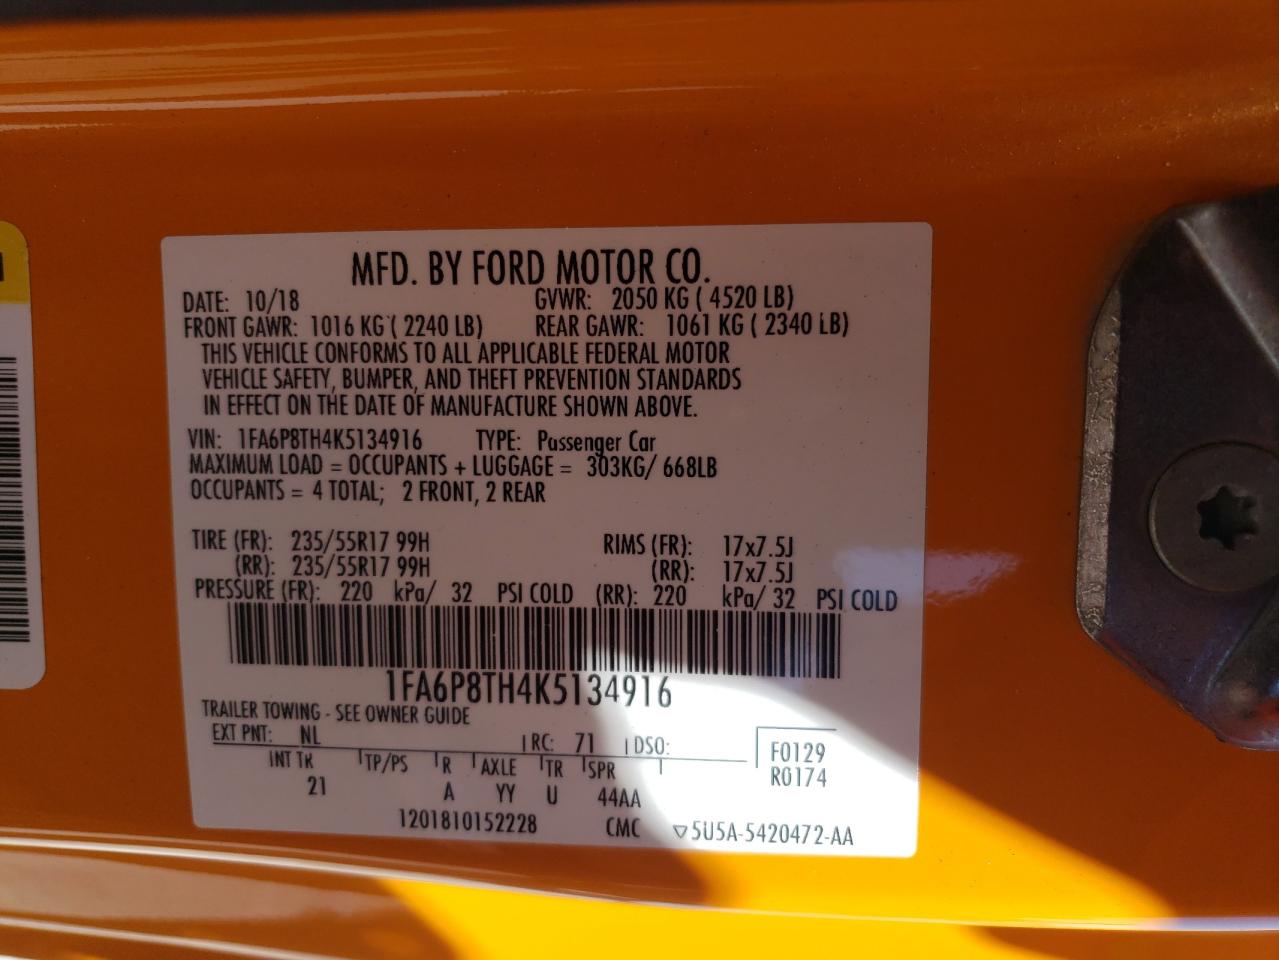 MFD. BY FORD MOTOR CO.
DATE: 10/18 GVWR: 2050 KG ( 4520 LB)
FRONT GAWR: 1016 KG ( 2240 LB) REAR GAWR: 1061 KG ( 2340 LB)
THIS VEHICLE CONFORMS TO ALL APPLICABLE FEDERAL MOTOR
VEHICLE SAFETY, BUMPER, AND THEFT PREVENTION STANDARDS
IN EFFECT ON THE DATE OF MANUFACTURE SHOWN ABOVE.
VIN: 1FA6P8TH4K5134916 TYPE: Passenger Car
MAXIMUM LOAD = OCCUPANTS + LUGGAGE = 303KG/ 668LB
OCCUPANTS = 4 TOTAL; 2 FRONT, 2 REAR
TIRE (FR): 235/55R17 99H RIMS (FR): 17x7.5J
(RR): 235/55R17 99H (RR): 17x7.5J
PRESSURE (FR): 220 kPa/ 32 PSI COLD (RR): 220 kPa/ 32 PSI COLD
1FA6P8TH4K5134916
TRAILER TOWING - SEE OWNER GUIDE
EXT PNT: NL RC: 71 DSO: F0129
INT TR TP/PS R AXLE TR SPR R0174
21 A YY U 44AA
1201810152228 CMC ▽5U5A-5420472-AA